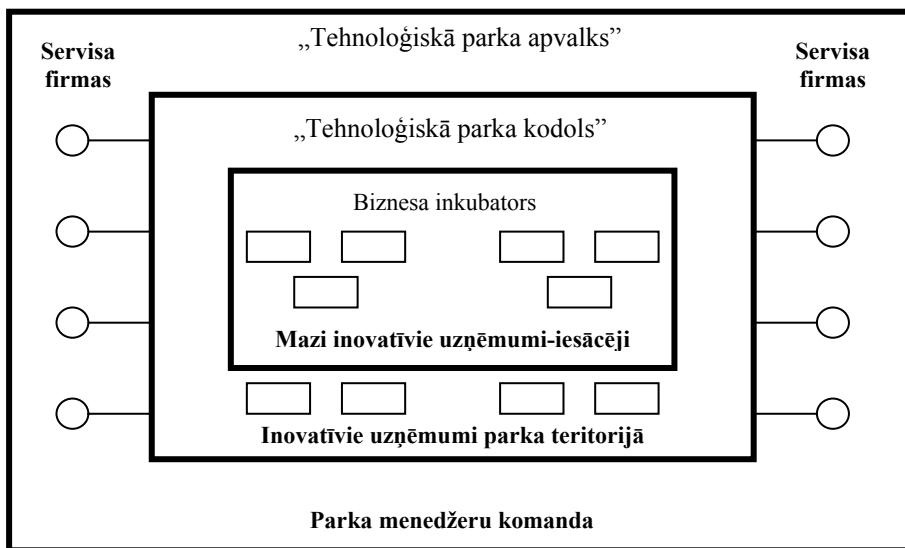 „Tehnoloģiskā parka apvalks”
Servisa
firmas
Servisa
firmas
„Tehnoloģiskā parka kodols”
Biznesa inkubators
Mazi inovatīvie uzņēmumi-iesācēji
Inovatīvie uzņēmumi parka teritorijā
Parka menedžeru komanda